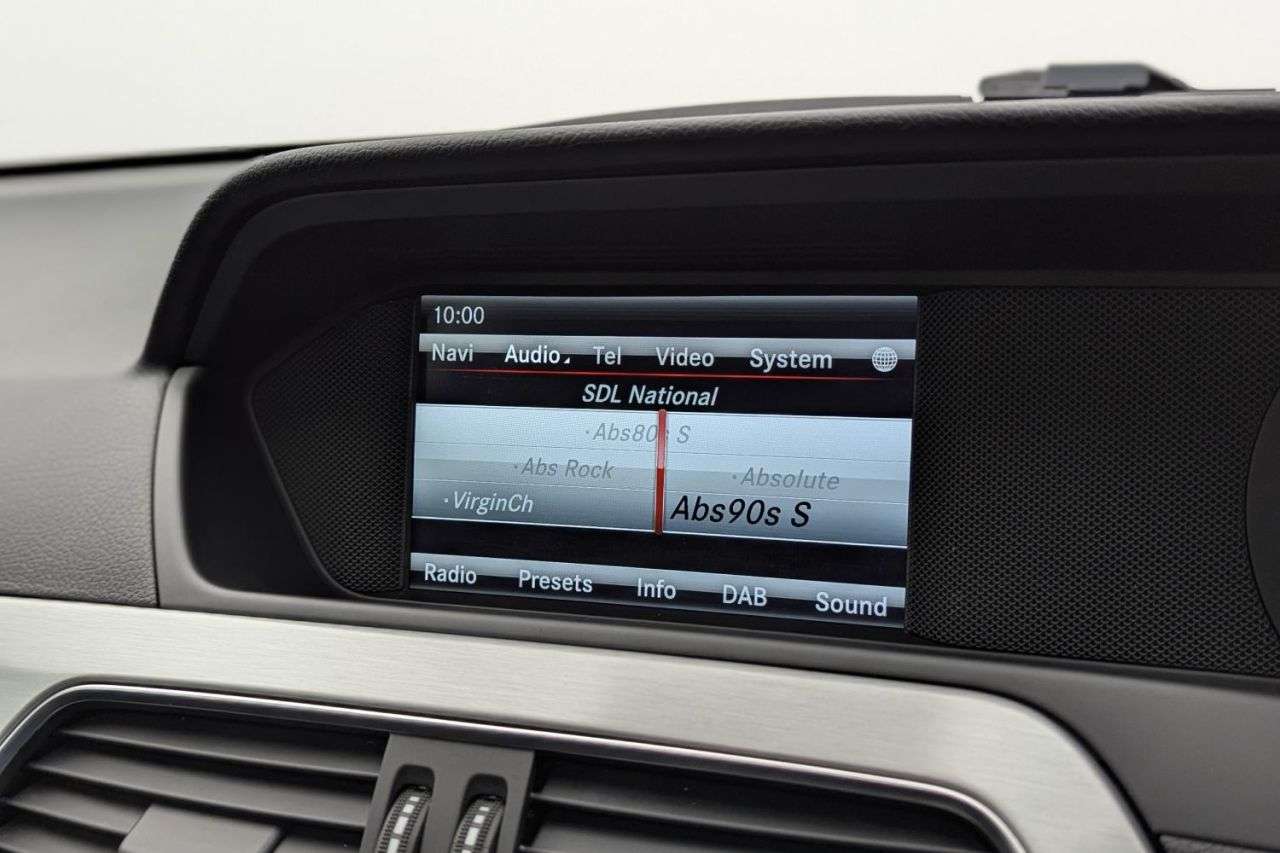 10:00
Navi Audio Tel Video System
SDL National
·Abs80s S
·Abs Rock ·Absolute
·VirginCh Abs90s S
Radio Presets Info DAB Sound